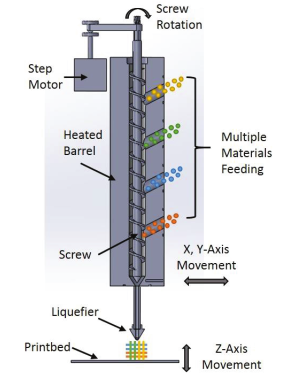 Screw
Rotation
Step
Motor
Heated
Barrel
Multiple
Materials
Feeding
Screw
X, Y-Axis
Movement
Liquefier
Printbed
Z-Axis
Movement